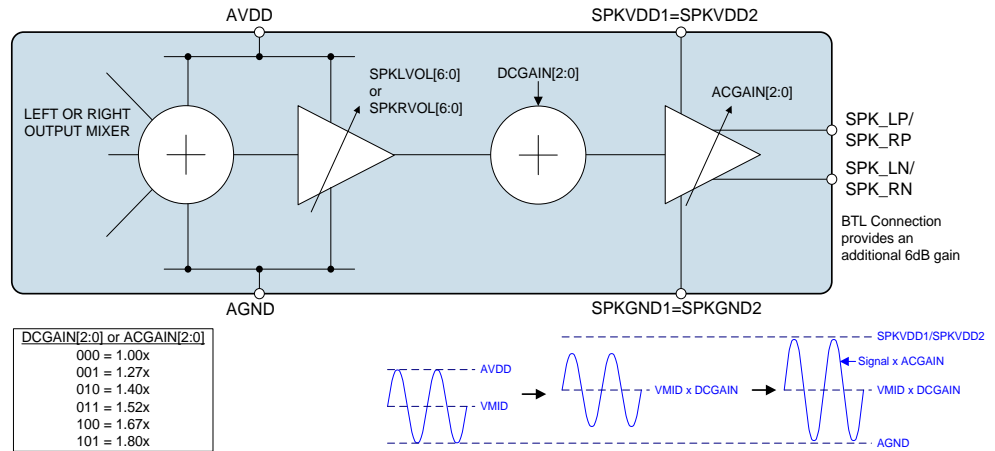 AVDD
SPKVDD1=SPKVDD2
SPKLVOL[6:0]
or
SPKRVOL[6:0]
DCGAIN[2:0]
ACGAIN[2:0]
LEFT OR RIGHT
OUTPUT MIXER
SPK_LP/
SPK_RP
SPK_LN/
SPK_RN
BTL Connection
provides an
additional 6dB gain
AGND
SPKGND1=SPKGND2
DCGAIN[2:0] or ACGAIN[2:0]
000 = 1.00x
001 = 1.27x
010 = 1.40x
011 = 1.52x
100 = 1.67x
101 = 1.80x
AVDD
VMID
VMID x DCGAIN
SPKVDD1/SPKVDD2
Signal x ACGAIN
VMID x DCGAIN
AGND